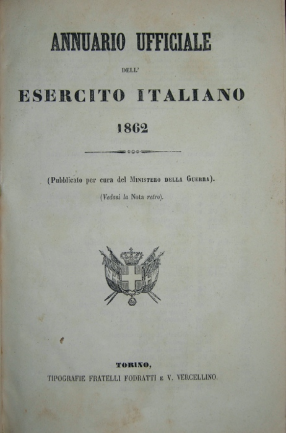 ANNUARIO UFFICIALE
DELL'
ESERCITO ITALIANO
1862
(Pubblicato per cura del MINISTERO DELLA GUERRA).
(Vedasi la Nota retro).
TORINO,
TIPOGRAFIE FRATELLI FODRATTI E V. VERCELLINO.